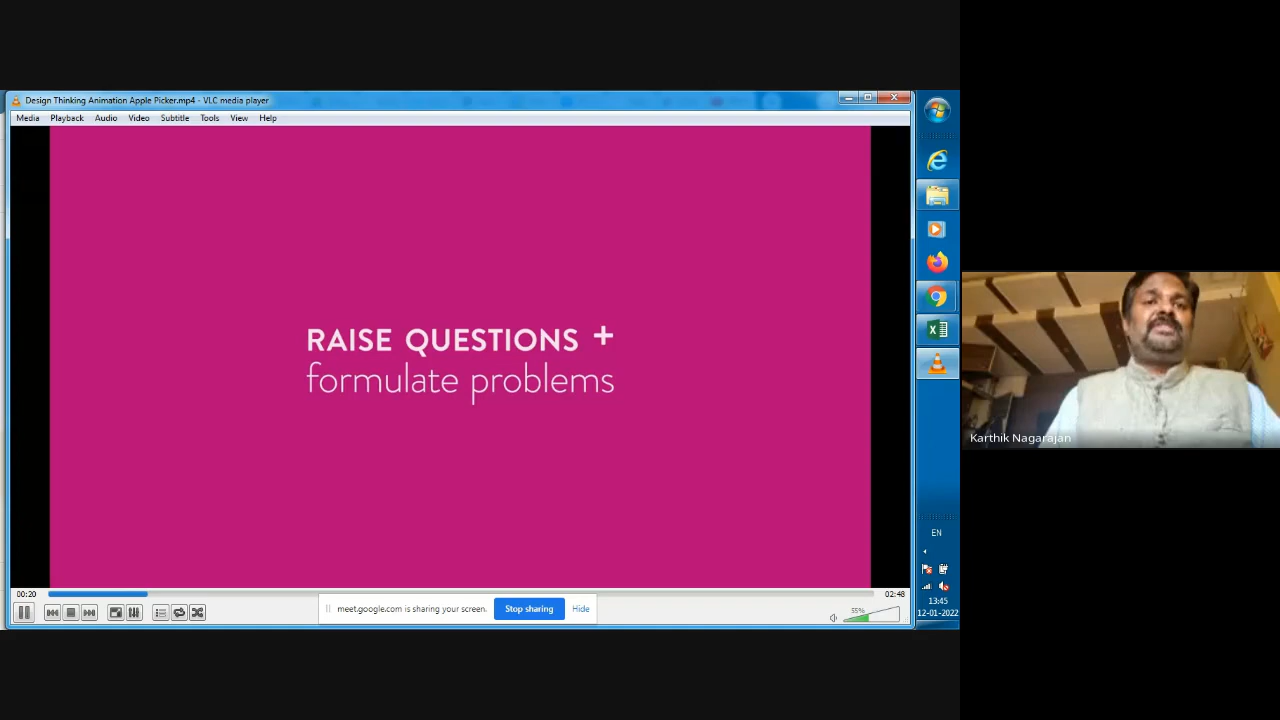 Design Thinking Animation Apple Picker.mp4 - VLC media player
Media Playback Audio Video Subtitle Tools View Help
RAISE QUESTIONS +
formulate problems
Karthik Nagarajan
EN
00:20
02:48
meet.google.com is sharing your screen.
Stop sharing
Hide
55%
13:45
12-01-2022